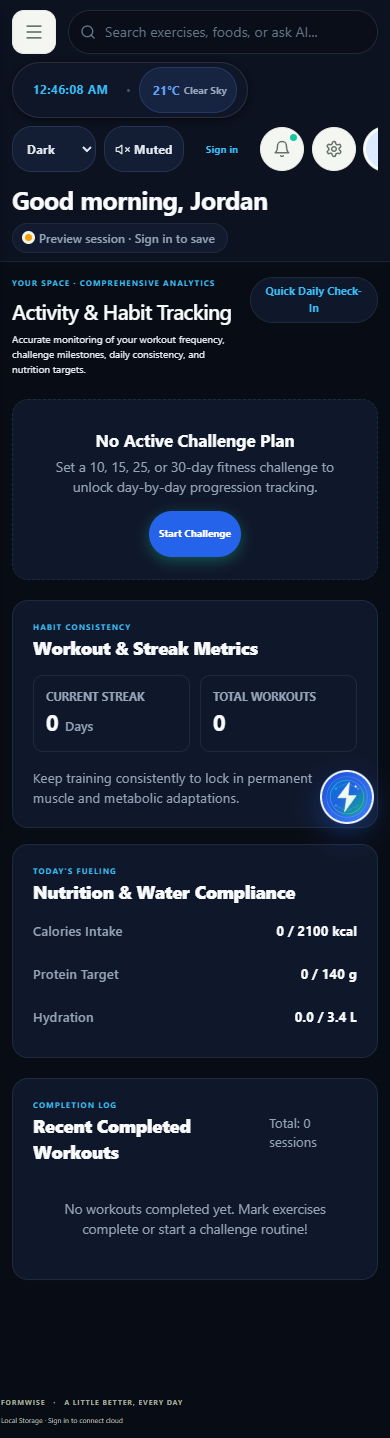 Search exercises, foods, or ask AI...
12:46:08 AM • 21°C Clear Sky
Dark Muted Sign in
Good morning, Jordan
Preview session · Sign in to save
YOUR SPACE · COMPREHENSIVE ANALYTICS
Activity & Habit Tracking
Accurate monitoring of your workout frequency,
challenge milestones, daily consistency, and
nutrition targets.
Quick Daily Check-
In
No Active Challenge Plan
Set a 10, 15, 25, or 30-day fitness challenge to
unlock day-by-day progression tracking.
Start Challenge
HABIT CONSISTENCY
Workout & Streak Metrics
CURRENT STREAK
0 Days
TOTAL WORKOUTS
0
Keep training consistently to lock in permanent
muscle and metabolic adaptations.
TODAY'S FUELING
Nutrition & Water Compliance
Calories Intake 0 / 2100 kcal
Protein Target 0 / 140 g
Hydration 0.0 / 3.4 L
COMPLETION LOG
Recent Completed
Workouts
Total: 0
sessions
No workouts completed yet. Mark exercises
complete or start a challenge routine!
FORMWISE · A LITTLE BETTER, EVERY DAY
Local Storage · Sign in to connect cloud